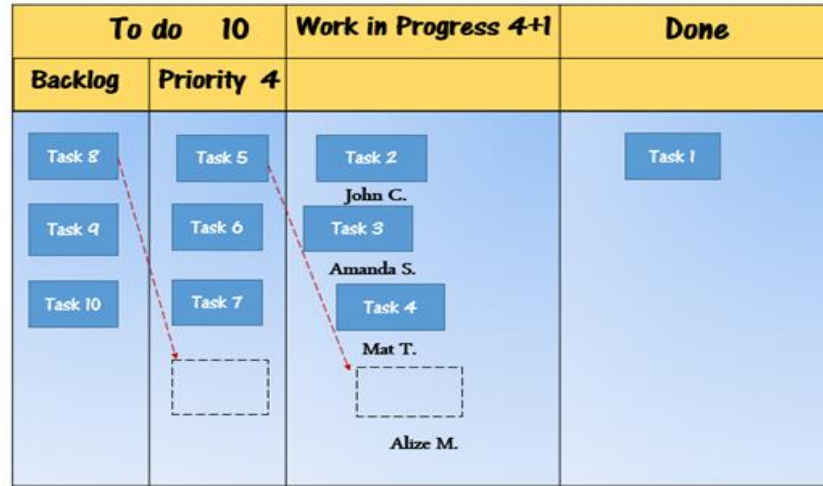 To do 10
Work in Progress 4+1
Done
Backlog
Priority 4
Task 8
Task 5
Task 2
Task 1
John C.
Task 9
Task 6
Task 3
Amanda S.
Task 10
Task 7
Task 4
Mat T.
Alize M.